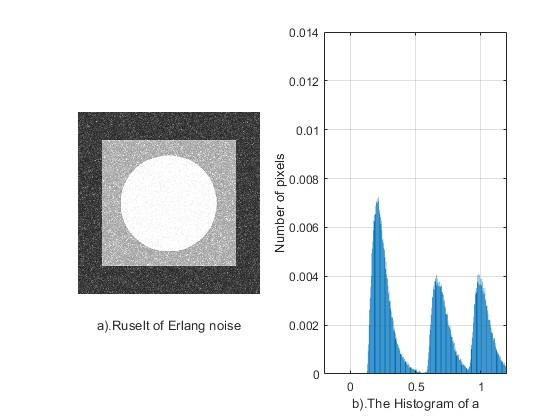 a).Ruselt of Erlang noise
Number of pixels
0.014
0.012
0.01
0.008
0.006
0.004
0.002
0
0 0.5 1
b).The Histogram of a